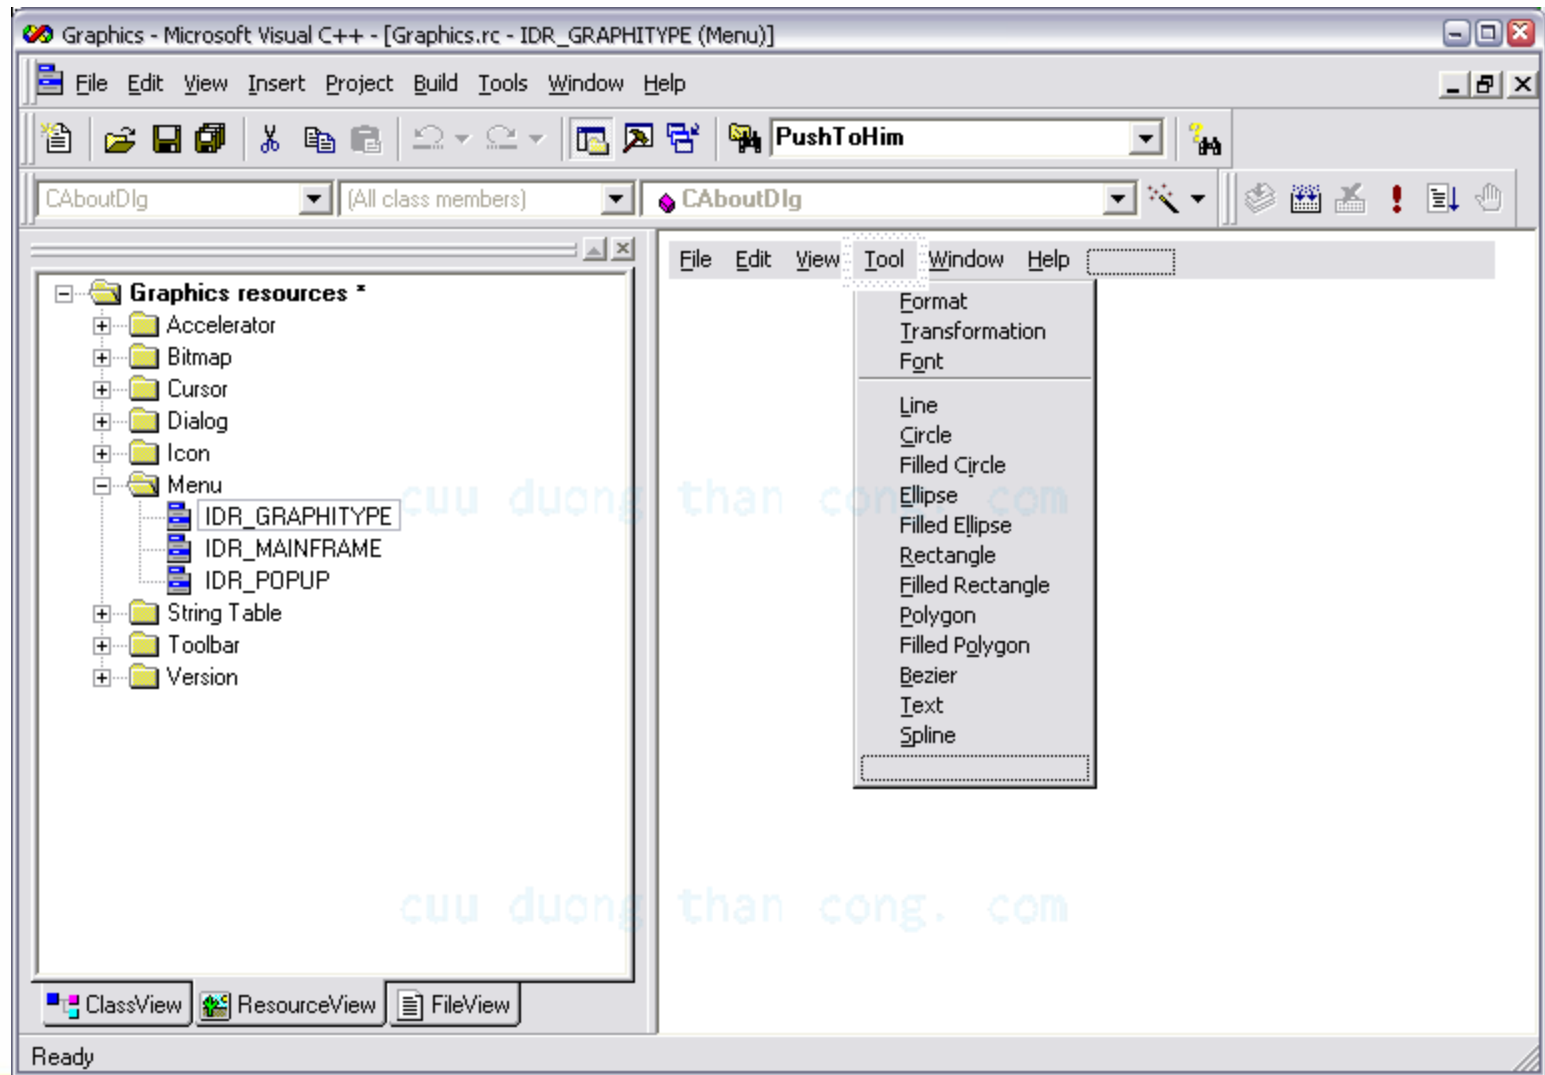 Graphics - Microsoft Visual C++ - [Graphics.rc - IDR_GRAPHITYPE (Menu)]
File Edit View Insert Project Build Tools Window Help
PushToHim
CAboutDlg (All class members) CAboutDlg
Graphics resources *
Accelerator
Bitmap
Cursor
Dialog
Icon
Menu
IDR_GRAPHITYPE
IDR_MAINFRAME
IDR_POPUP
String Table
Toolbar
Version
File Edit View Tool Window Help
Format
Transformation
Font
Line
Circle
Filled Circle
Ellipse
Filled Ellipse
Rectangle
Filled Rectangle
Polygon
Filled Polygon
Bezier
Text
Spline
cuu duong than cong. com
cuu duong than cong. com
ClassView ResourceView FileView
Ready